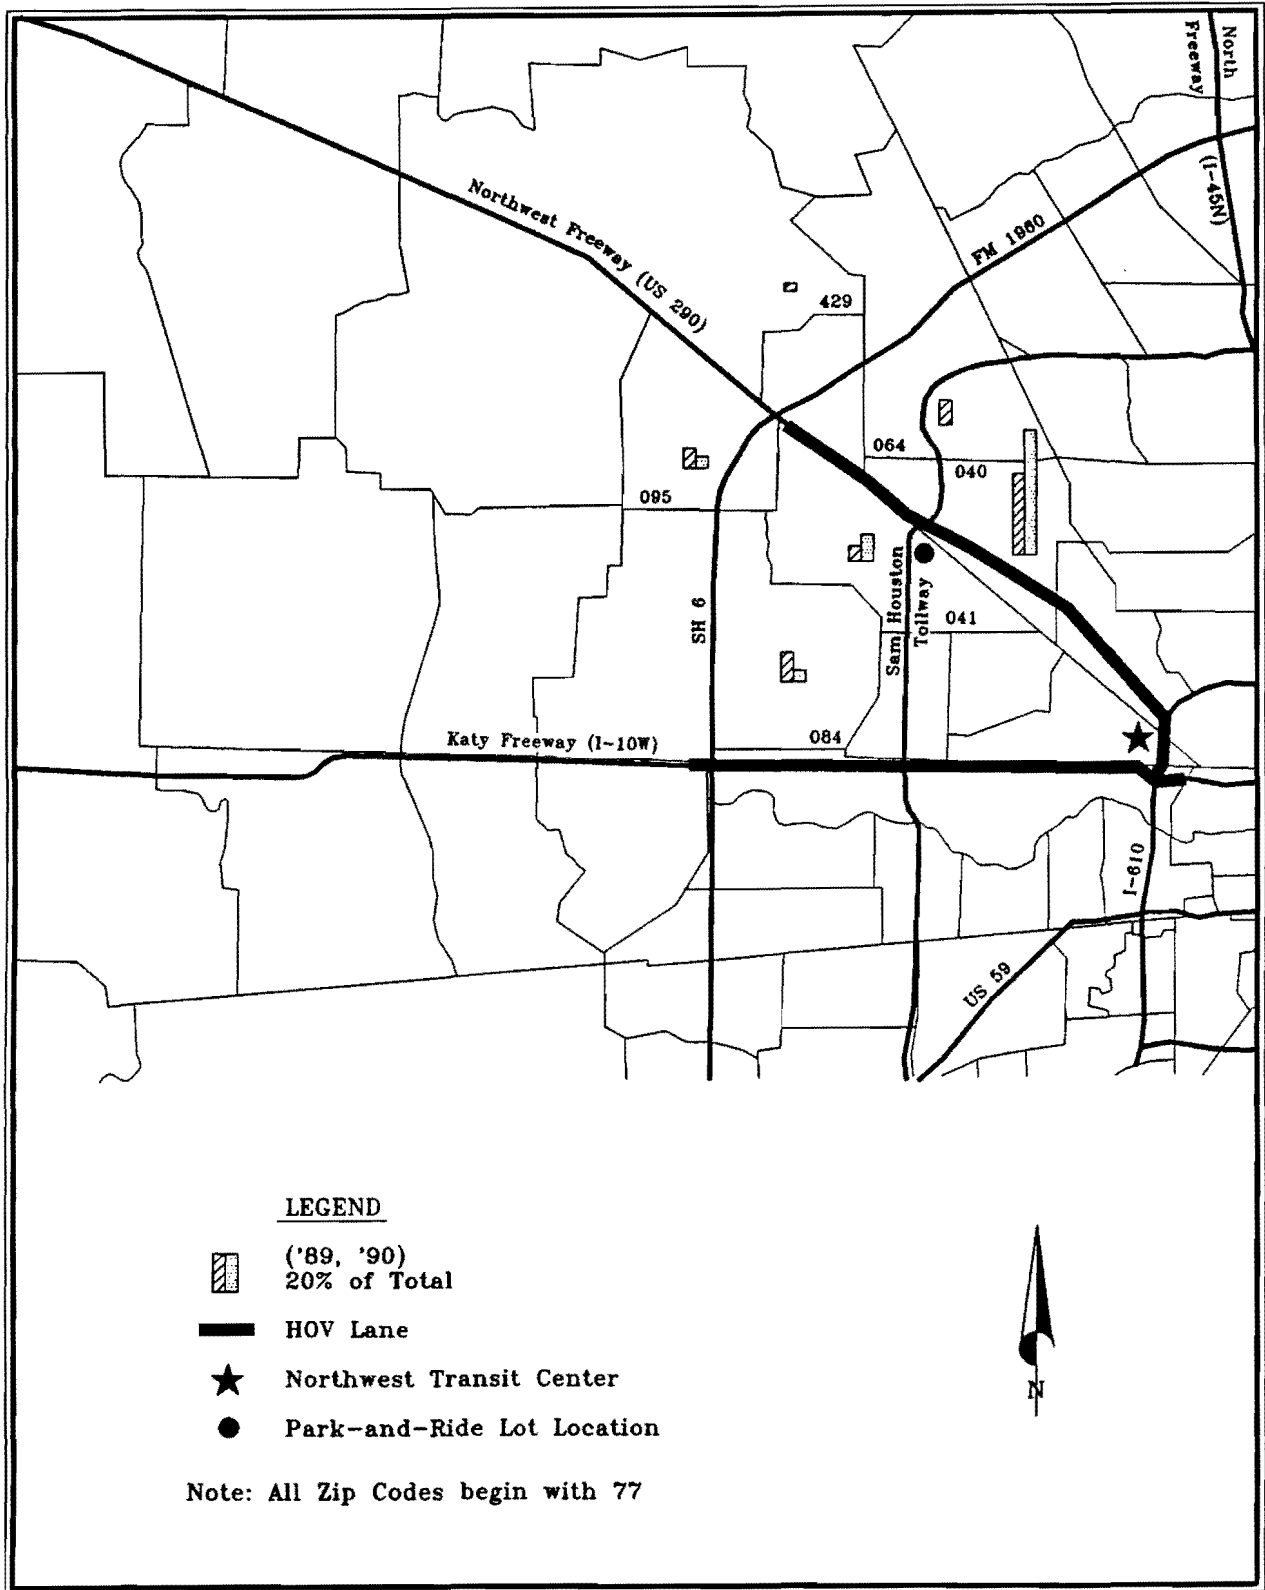 North
Freeway
(I-45N)
Northwest Freeway (US 290)
FM 1960
429
064
040
095
SH 6
Sam Houston
Tollway
041
084
Katy Freeway (I-10W)
I-610
US 59
LEGEND
('89, '90)
20% of Total
HOV Lane
Northwest Transit Center
Park-and-Ride Lot Location
N
Note: All Zip Codes begin with 77